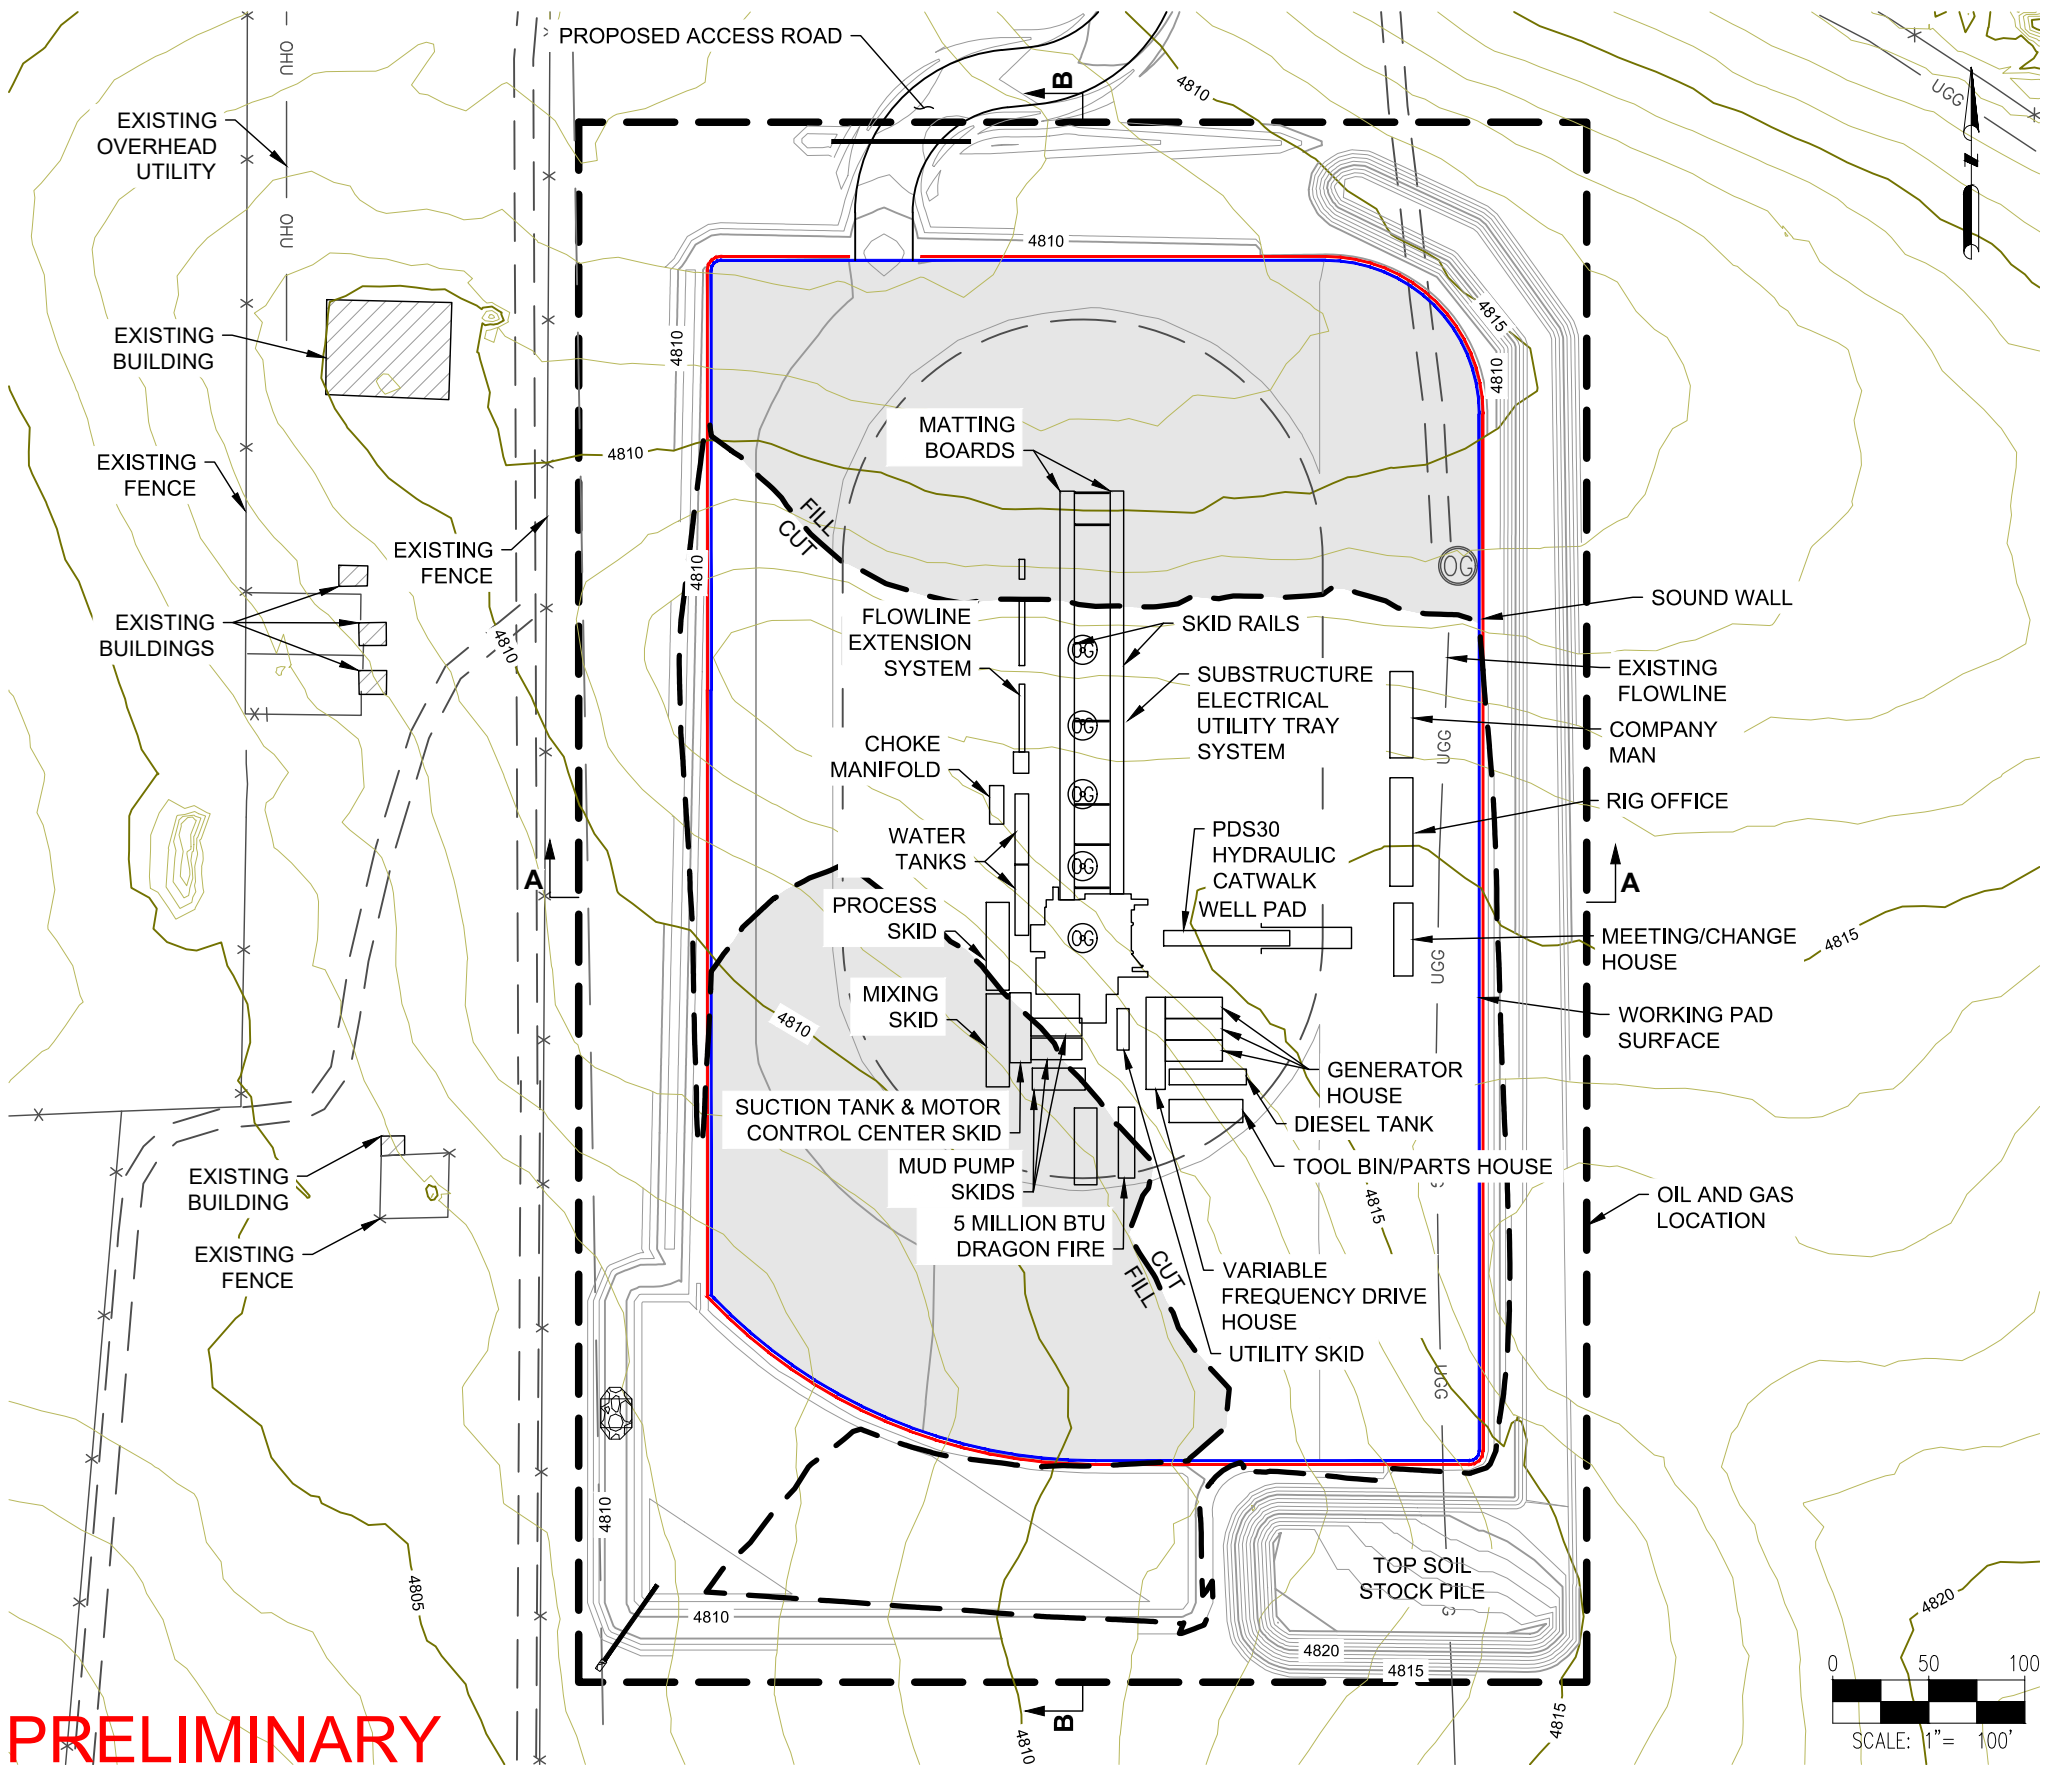 PROPOSED ACCESS ROAD
B
OHU
4810
UGG
EXISTING
OVERHEAD
UTILITY
N
OHU
4810
4815
EXISTING
BUILDING
4810
4810
MATTING
BOARDS
4810
EXISTING
FENCE
FILL
CUT
EXISTING
FENCE
4810
OG
SOUND WALL
FLOWLINE
EXTENSION
SYSTEM
SKID RAILS
EXISTING
BUILDINGS
4810
OG
EXISTING
FLOWLINE
SUBSTRUCTURE
ELECTRICAL
UTILITY TRAY
SYSTEM
OG
COMPANY
MAN
UGG
CHOKE
MANIFOLD
OG
RIG OFFICE
WATER
TANKS
PDS30
HYDRAULIC
CATWALK
OG
A
A
PROCESS
SKID
WELL PAD
OG
MEETING/CHANGE
HOUSE
4815
UGG
MIXING
SKID
4810
WORKING PAD
SURFACE
GENERATOR
HOUSE
SUCTION TANK & MOTOR
CONTROL CENTER SKID
DIESEL TANK
MUD PUMP
SKIDS
TOOL BIN/PARTS HOUSE
EXISTING
BUILDING
4815
OIL AND GAS
LOCATION
5 MILLION BTU
DRAGON FIRE
EXISTING
FENCE
CUT
FILL
VARIABLE
FREQUENCY DRIVE
HOUSE
UTILITY SKID
UGG
4810
TOP SOIL
STOCK PILE
4805
4810
4820
4820
4815
0 50 100
SCALE: 1"= 100'
B
4810
4815
PRELIMINARY